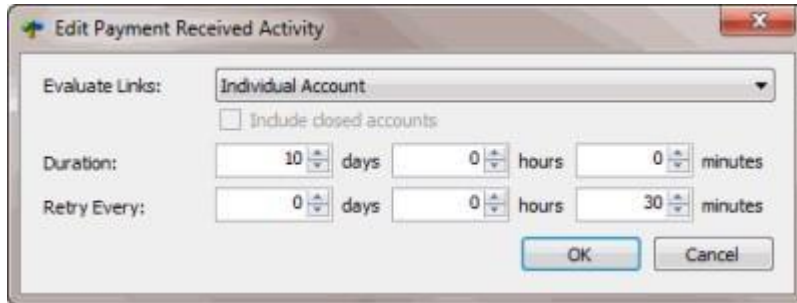 Edit Payment Received Activity
Evaluate Links: Individual Account
Include closed accounts
Duration: 10 days 0 hours 0 minutes
Retry Every: 0 days 0 hours 30 minutes
OK Cancel